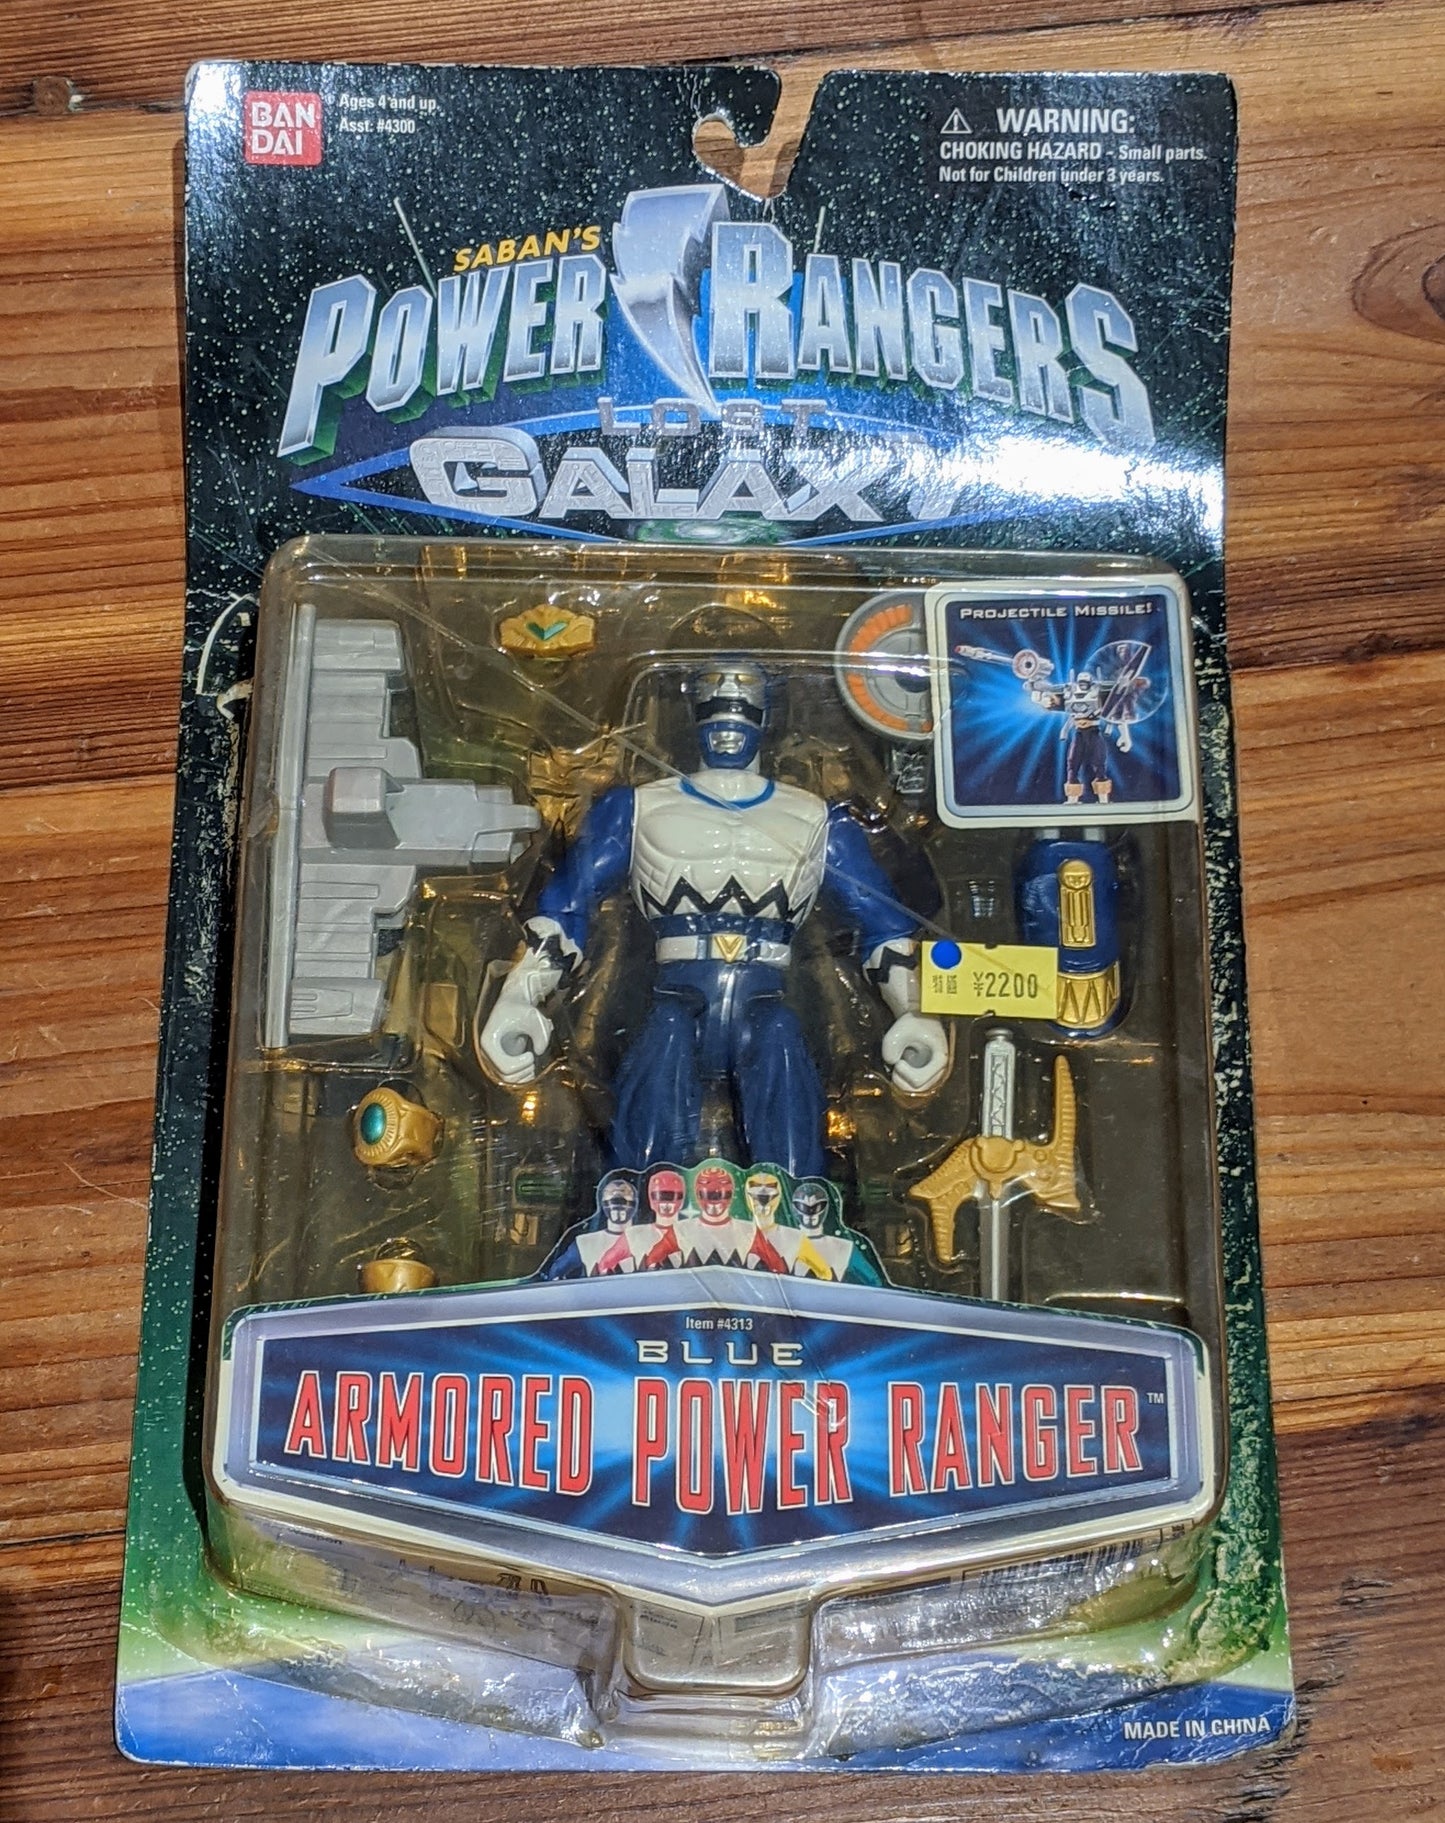 BAN
DAI
Ages 4 and up.
Asst. #4300
WARNING:
CHOKING HAZARD - Small parts.
Not for Children under 3 years.
SABAN'S
POWER RANGERS
LOST
GALAXY
PROJECTILE MISSILE!
¥2200
Item #4313
BLUE
ARMORED POWER RANGER™
MADE IN CHINA